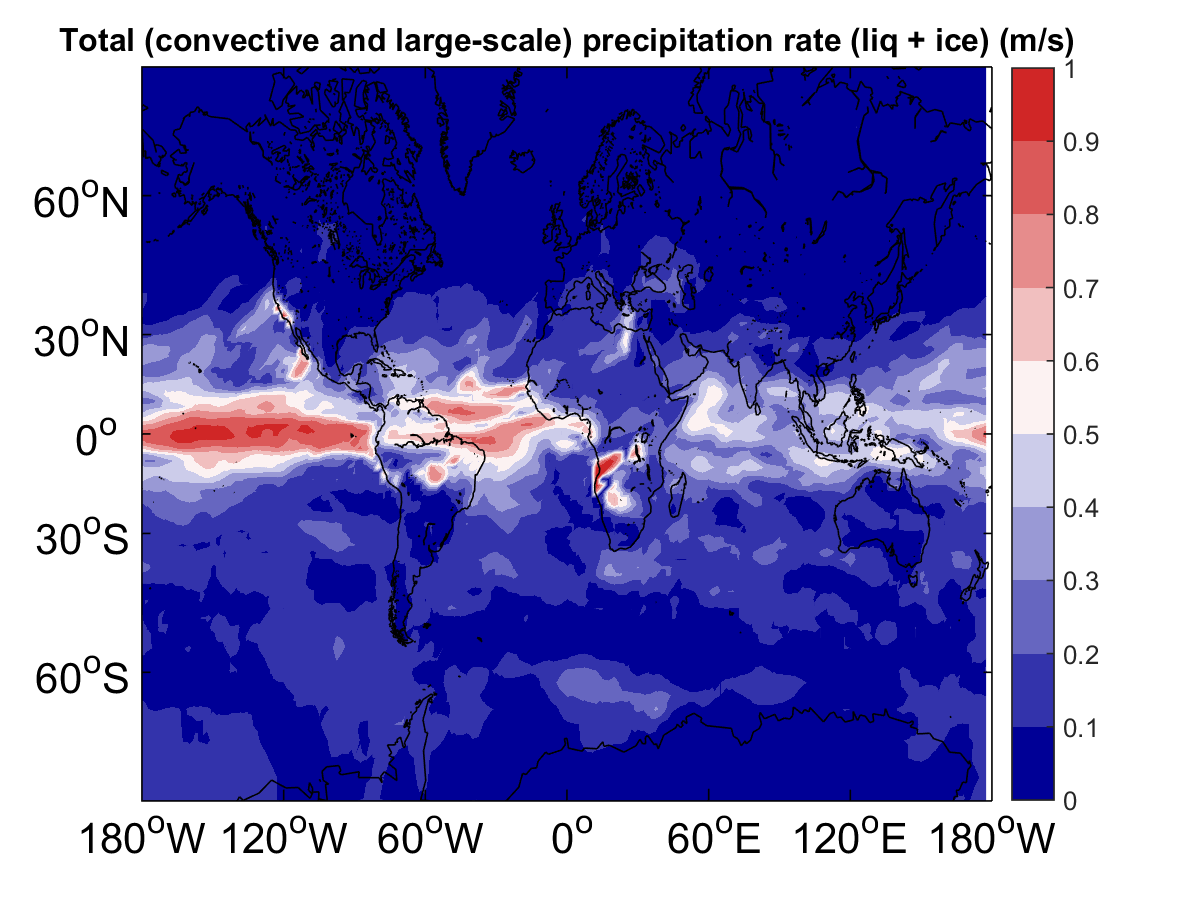 Total (convective and large-scale) precipitation rate (liq + ice) (m/s)
1
0.9
0.8
0.7
0.6
0.5
0.4
0.3
0.2
0.1
0
60°N
30°N
0°
30°S
60°S
180°W 120°W 60°W 0° 60°E 120°E 180°W